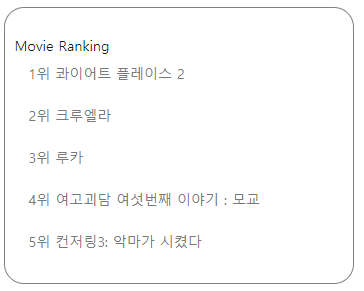 Movie Ranking
1위 콰이어트 플레이스 2
2위 크루엘라
3위 루카
4위 여고괴담 여섯번째 이야기 : 모교
5위 컨저링3: 악마가 시켰다